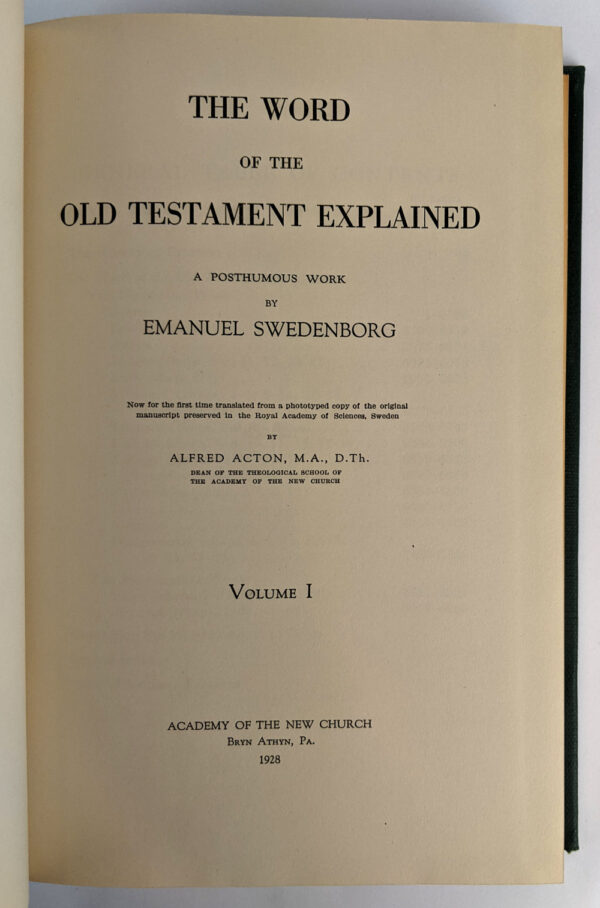 THE WORD
OF THE
OLD TESTAMENT EXPLAINED
A POSTHUMOUS WORK
BY
EMANUEL SWEDENBORG
Now for the first time translated from a phototyped copy of the original
manuscript preserved in the Royal Academy of Sciences, Sweden
BY
ALFRED ACTON, M.A., D.Th.
DEAN OF THE THEOLOGICAL SCHOOL OF
THE ACADEMY OF THE NEW CHURCH
VOLUME I
ACADEMY OF THE NEW CHURCH
BRYN ATHYN, PA.
1928